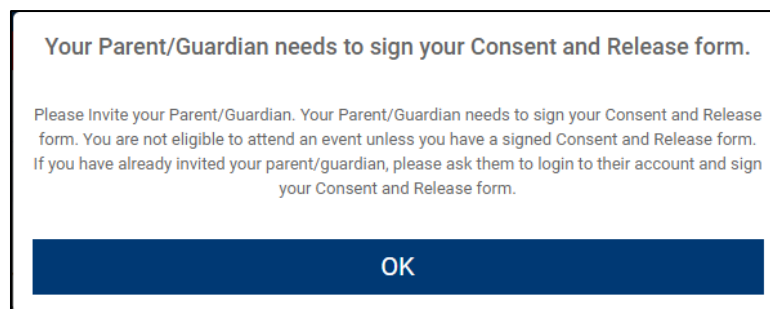 Your Parent/Guardian needs to sign your Consent and Release form.
Please Invite your Parent/Guardian. Your Parent/Guardian needs to sign your Consent and Release
form. You are not eligible to attend an event unless you have a signed Consent and Release form.
If you have already invited your parent/guardian, please ask them to login to their account and sign
your Consent and Release form.
OK